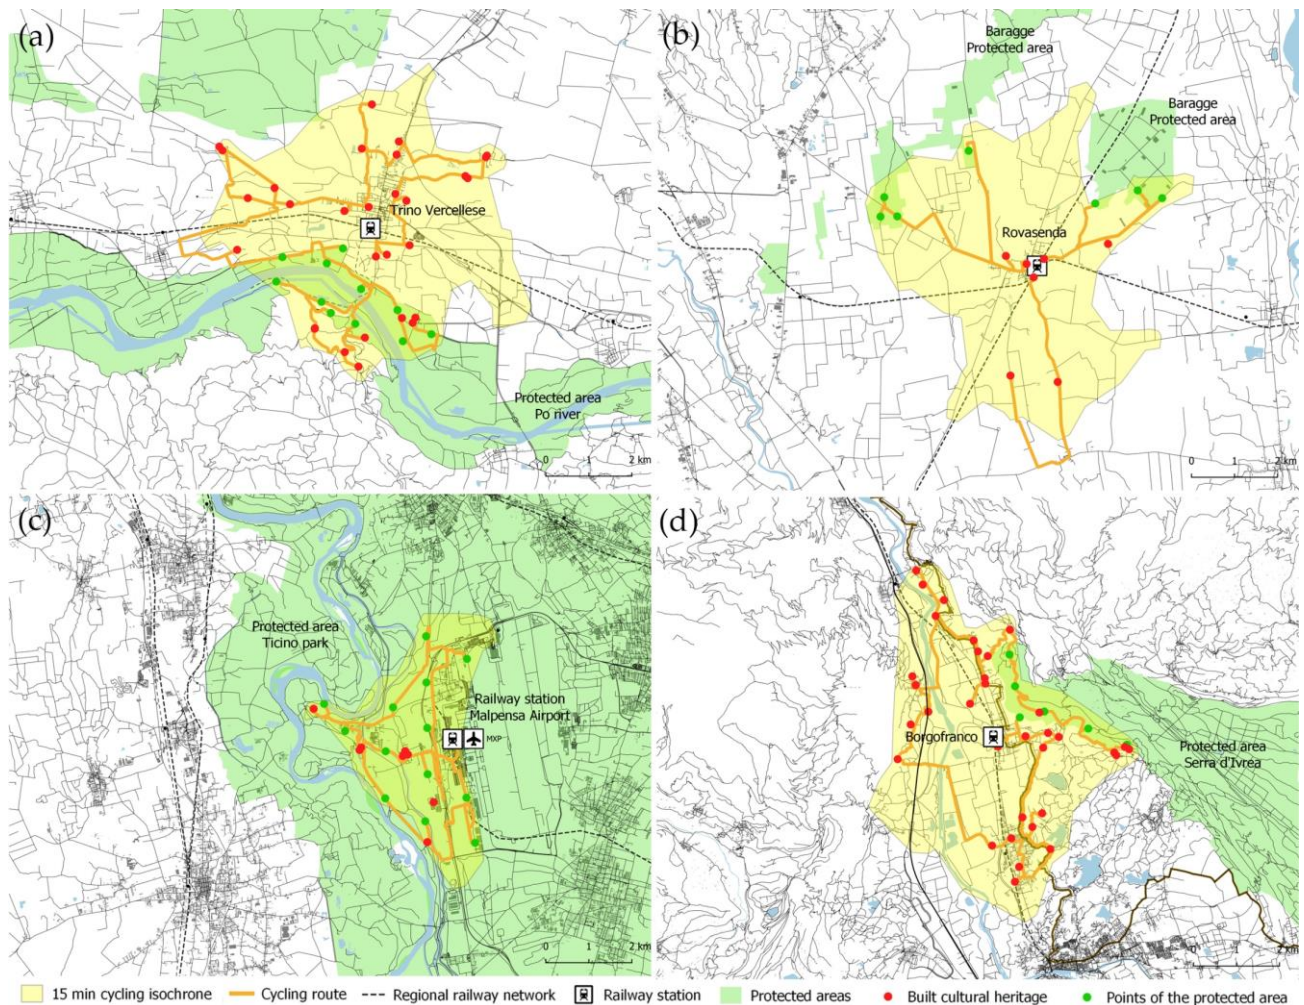 (a)
Trino Vercellese
Protected area
Po river
0 1 2 km
(b)
Baragge
Protected area
Baragge
Protected area
Rovasenda
0 1 2 km
(c)
Protected area
Ticino park
Railway station
Malpensa Airport
MXP
0 1 2 km
(d)
Borgofranco
Protected area
Serra d'Ivrea
2 km
15 min cycling isochrone Cycling route Regional railway network Railway station Protected areas Built cultural heritage Points of the protected area